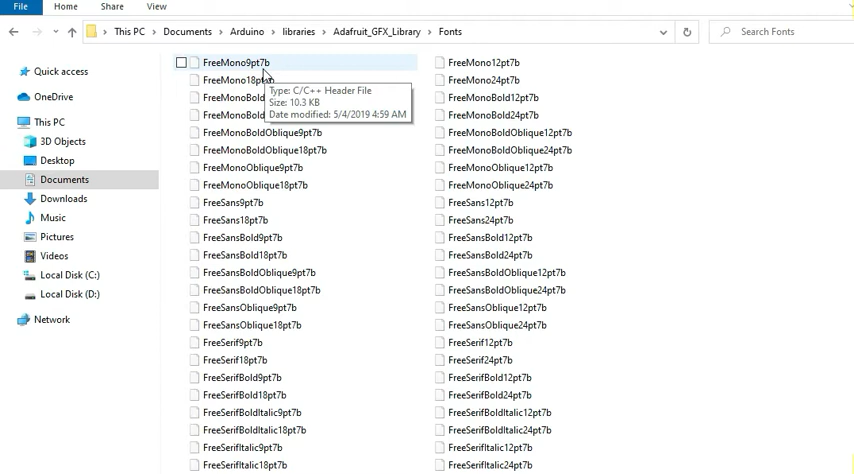 File Home Share View
This PC Documents Arduino libraries Adafruit_GFX_Library Fonts Search Fonts
Quick access
OneDrive
This PC
3D Objects
Desktop
Documents
Downloads
Music
Pictures
Videos
Local Disk (C:)
Local Disk (D:)
Network
FreeMono9pt7b
FreeMono18pt7b
FreeMonoBold
FreeMonoBold
FreeMonoBoldOblique9pt7b
FreeMonoBoldOblique18pt7b
FreeMonoOblique9pt7b
FreeMonoOblique18pt7b
FreeSans9pt7b
FreeSans18pt7b
FreeSansBold9pt7b
FreeSansBold18pt7b
FreeSansBoldOblique9pt7b
FreeSansBoldOblique18pt7b
FreeSansOblique9pt7b
FreeSansOblique18pt7b
FreeSerif9pt7b
FreeSerif18pt7b
FreeSerifBold9pt7b
FreeSerifBold18pt7b
FreeSerifBoldItalic9pt7b
FreeSerifBoldItalic18pt7b
FreeSerifItalic9pt7b
FreeSerifItalic18pt7b
Type: C/C++ Header File
Size: 10.3 KB
Date modified: 5/4/2019 4:59 AM
FreeMono12pt7b
FreeMono24pt7b
FreeMonoBold12pt7b
FreeMonoBold24pt7b
FreeMonoBoldOblique12pt7b
FreeMonoBoldOblique24pt7b
FreeMonoOblique12pt7b
FreeMonoOblique24pt7b
FreeSans12pt7b
FreeSans24pt7b
FreeSansBold12pt7b
FreeSansBold24pt7b
FreeSansBoldOblique12pt7b
FreeSansBoldOblique24pt7b
FreeSansOblique12pt7b
FreeSansOblique24pt7b
FreeSerif12pt7b
FreeSerif24pt7b
FreeSerifBold12pt7b
FreeSerifBold24pt7b
FreeSerifBoldItalic12pt7b
FreeSerifBoldItalic24pt7b
FreeSerifItalic12pt7b
FreeSerifItalic24pt7b